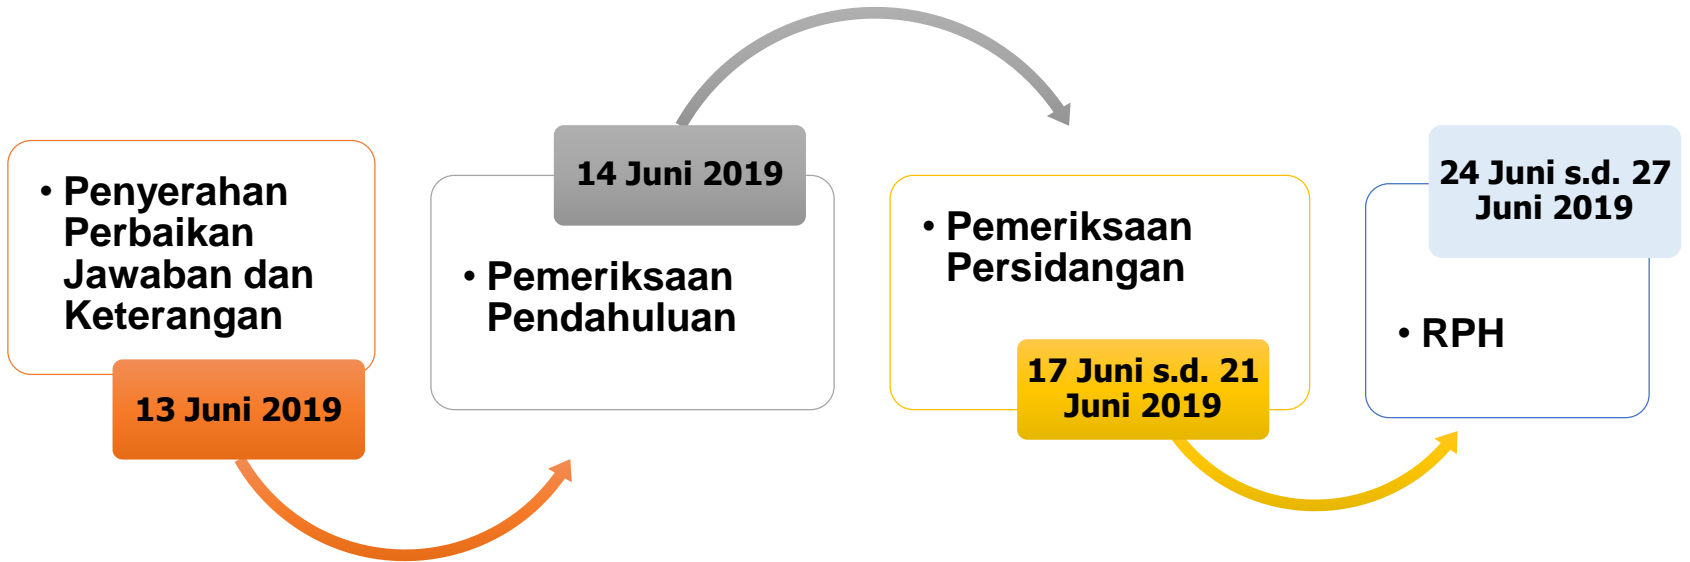 • Penyerahan
Perbaikan
Jawaban dan
Keterangan
13 Juni 2019
14 Juni 2019
• Pemeriksaan
Pendahuluan
• Pemeriksaan
Persidangan
17 Juni s.d. 21
Juni 2019
24 Juni s.d. 27
Juni 2019
• RPH